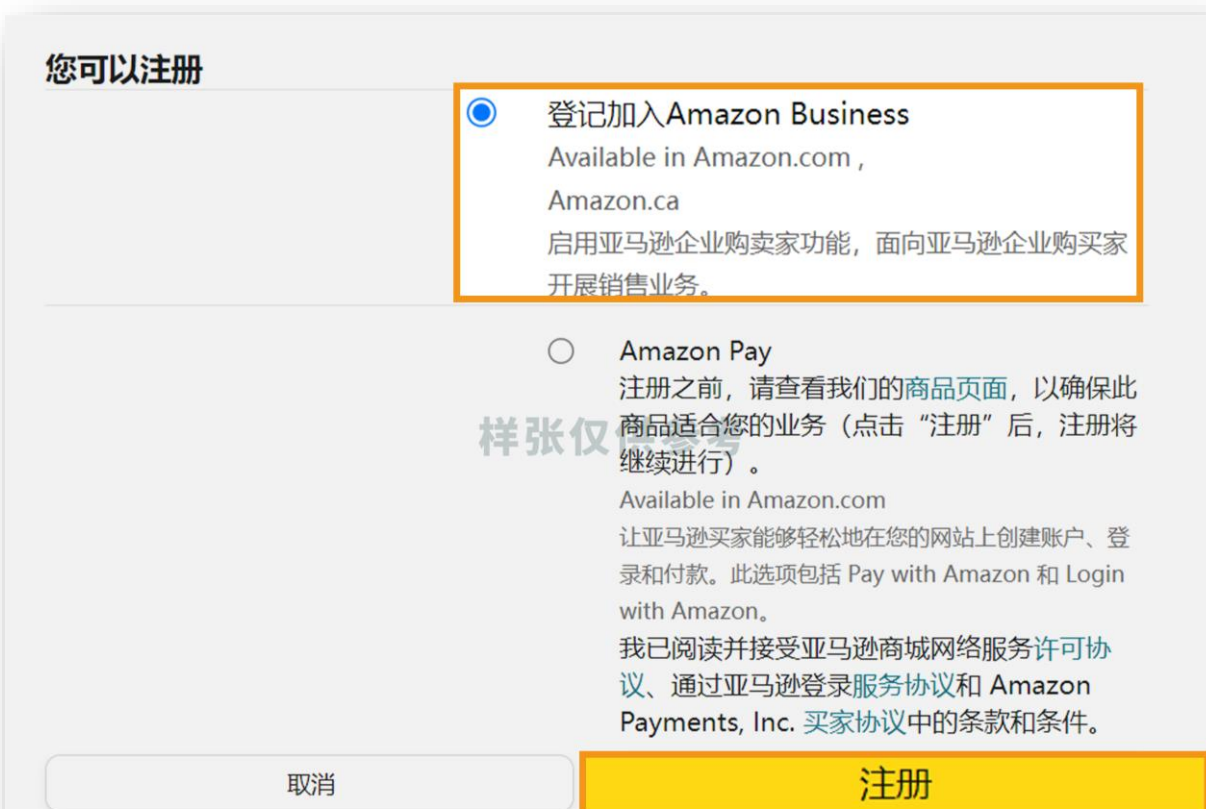 您可以注册
登记加入Amazon Business
Available in Amazon.com ,
Amazon.ca
启用亚马逊企业购卖家功能，面向亚马逊企业购买家
开展销售业务。
Amazon Pay
注册之前，请查看我们的商品页面，以确保此
商品适合您的业务（点击“注册”后，注册将
继续进行）。
样张仅供参考
Available in Amazon.com
让亚马逊买家能够轻松地在您的网站上创建账户、登
录和付款。此选项包括 Pay with Amazon 和 Login
with Amazon。
我已阅读并接受亚马逊商城网络服务许可协
议、通过亚马逊登录服务协议和 Amazon
Payments, Inc. 买家协议中的条款和条件。
取消
注册